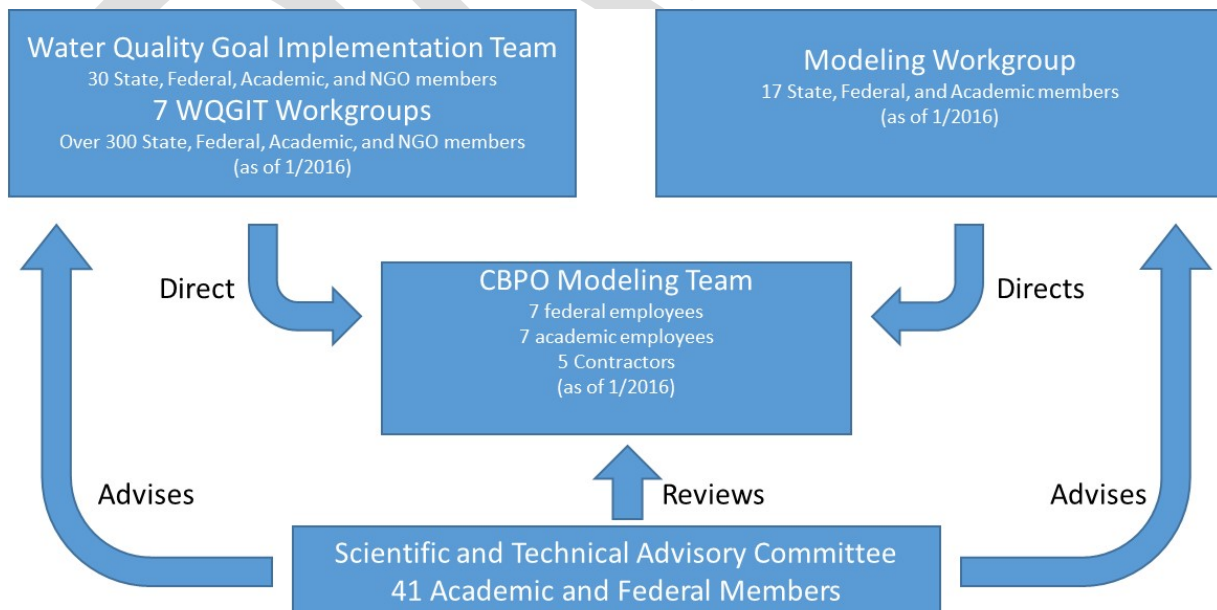 Water Quality Goal Implementation Team
30 State, Federal, Academic, and NGO members
7 WQGIT Workgroups
Over 300 State, Federal, Academic, and NGO members
(as of 1/2016)
Modeling Workgroup
17 State, Federal, and Academic members
(as of 1/2016)
Direct
CBPO Modeling Team
7 federal employees
7 academic employees
5 Contractors
(as of 1/2016)
Directs
Advises
Reviews
Advises
Scientific and Technical Advisory Committee
41 Academic and Federal Members